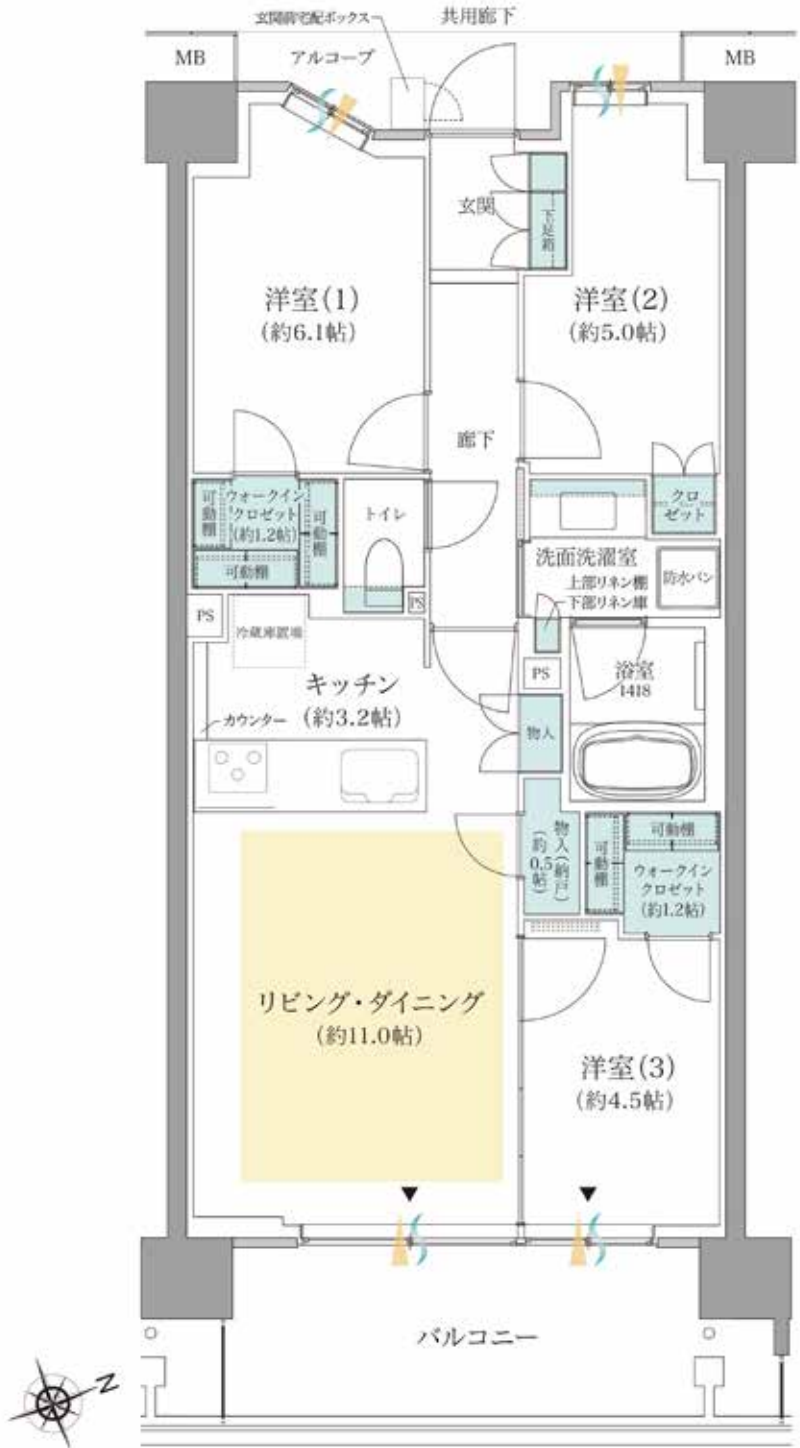 玄関前宅配ボックス
共用廊下
MB
アルコーブ
MB
玄関
下足箱
洋室(1)
(約6.1帖)
洋室(2)
(約5.0帖)
廊下
可動棚
ウォークイン
クロゼット
(約1.2帖)
可動棚
可動棚
トイレ
クロ
ゼット
洗面洗濯室
上部リネン棚
下部リネン庫
防水パン
PS
PS
冷蔵庫置場
キッチン
(約3.2帖)
カウンター
PS
浴室
1418
物入
物入(納戸)
(約0.5帖)
可動棚
可動棚
ウォークイン
クロゼット
(約1.2帖)
リビング・ダイニング
(約11.0帖)
洋室(3)
(約4.5帖)
バルコニー
N